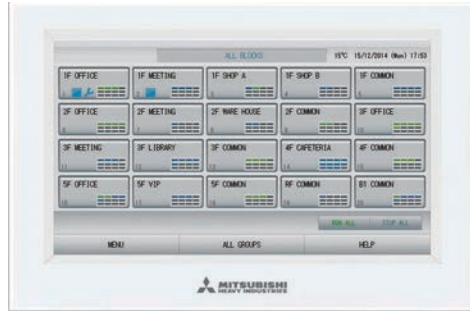 ALL BLOCKS 15°C 15/12/2014 (Mon) 17:53
1F OFFICE 1F MEETING 1F SHOP A 1F SHOP B 1F COMMON
2F OFFICE 2F MEETING 2F WARE HOUSE 2F COMMON 3F OFFICE
3F MEETING 3F LIBRARY 3F COMMON 4F CAFETERIA 4F COMMON
5F OFFICE 5F VIP 5F COMMON RF COMMON B1 COMMON
RUN ALL STOP ALL
MENU ALL GROUPS HELP
MITSUBISHI
HEAVY INDUSTRIES